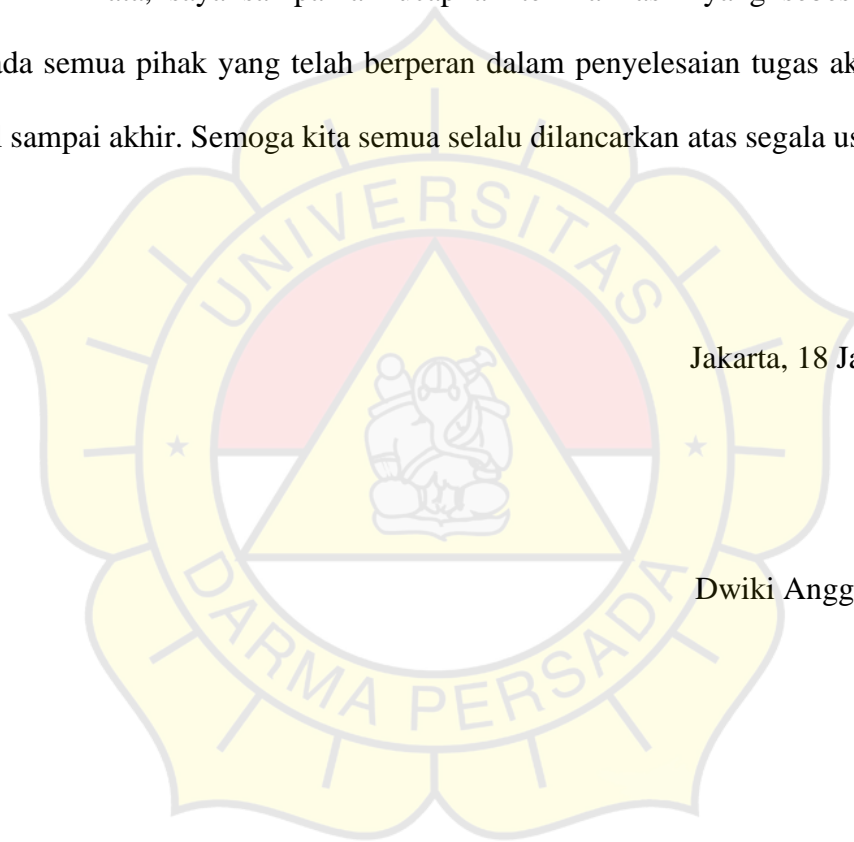 ada semua pihak yang telah berperan dalam penyelesaian tugas ak
sampai akhir. Semoga kita semua selalu dilancarkan atas segala us
UNIVERSITAS
Jakarta, 18 Ja
Dwiki Angg
DARMA PERSADA